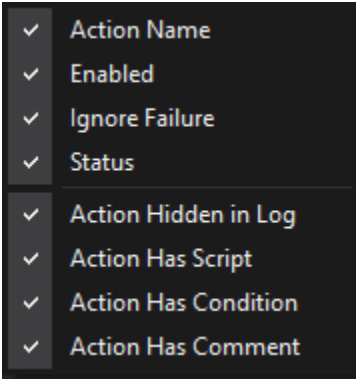 Action Name
Enabled
Ignore Failure
Status
Action Hidden in Log
Action Has Script
Action Has Condition
Action Has Comment